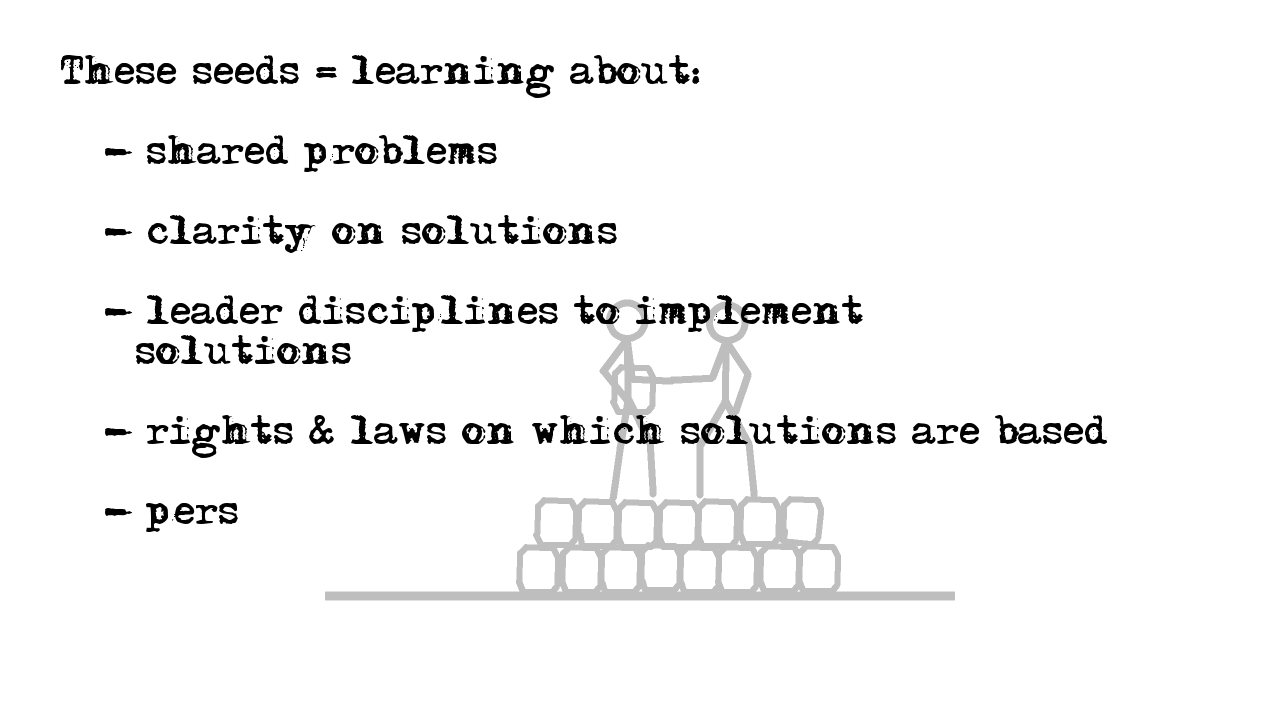 These seeds = learning about:
- shared problems
- clarity on solutions
- leader disciplines to implement
solutions
- rights & laws on which solutions are based
- pers